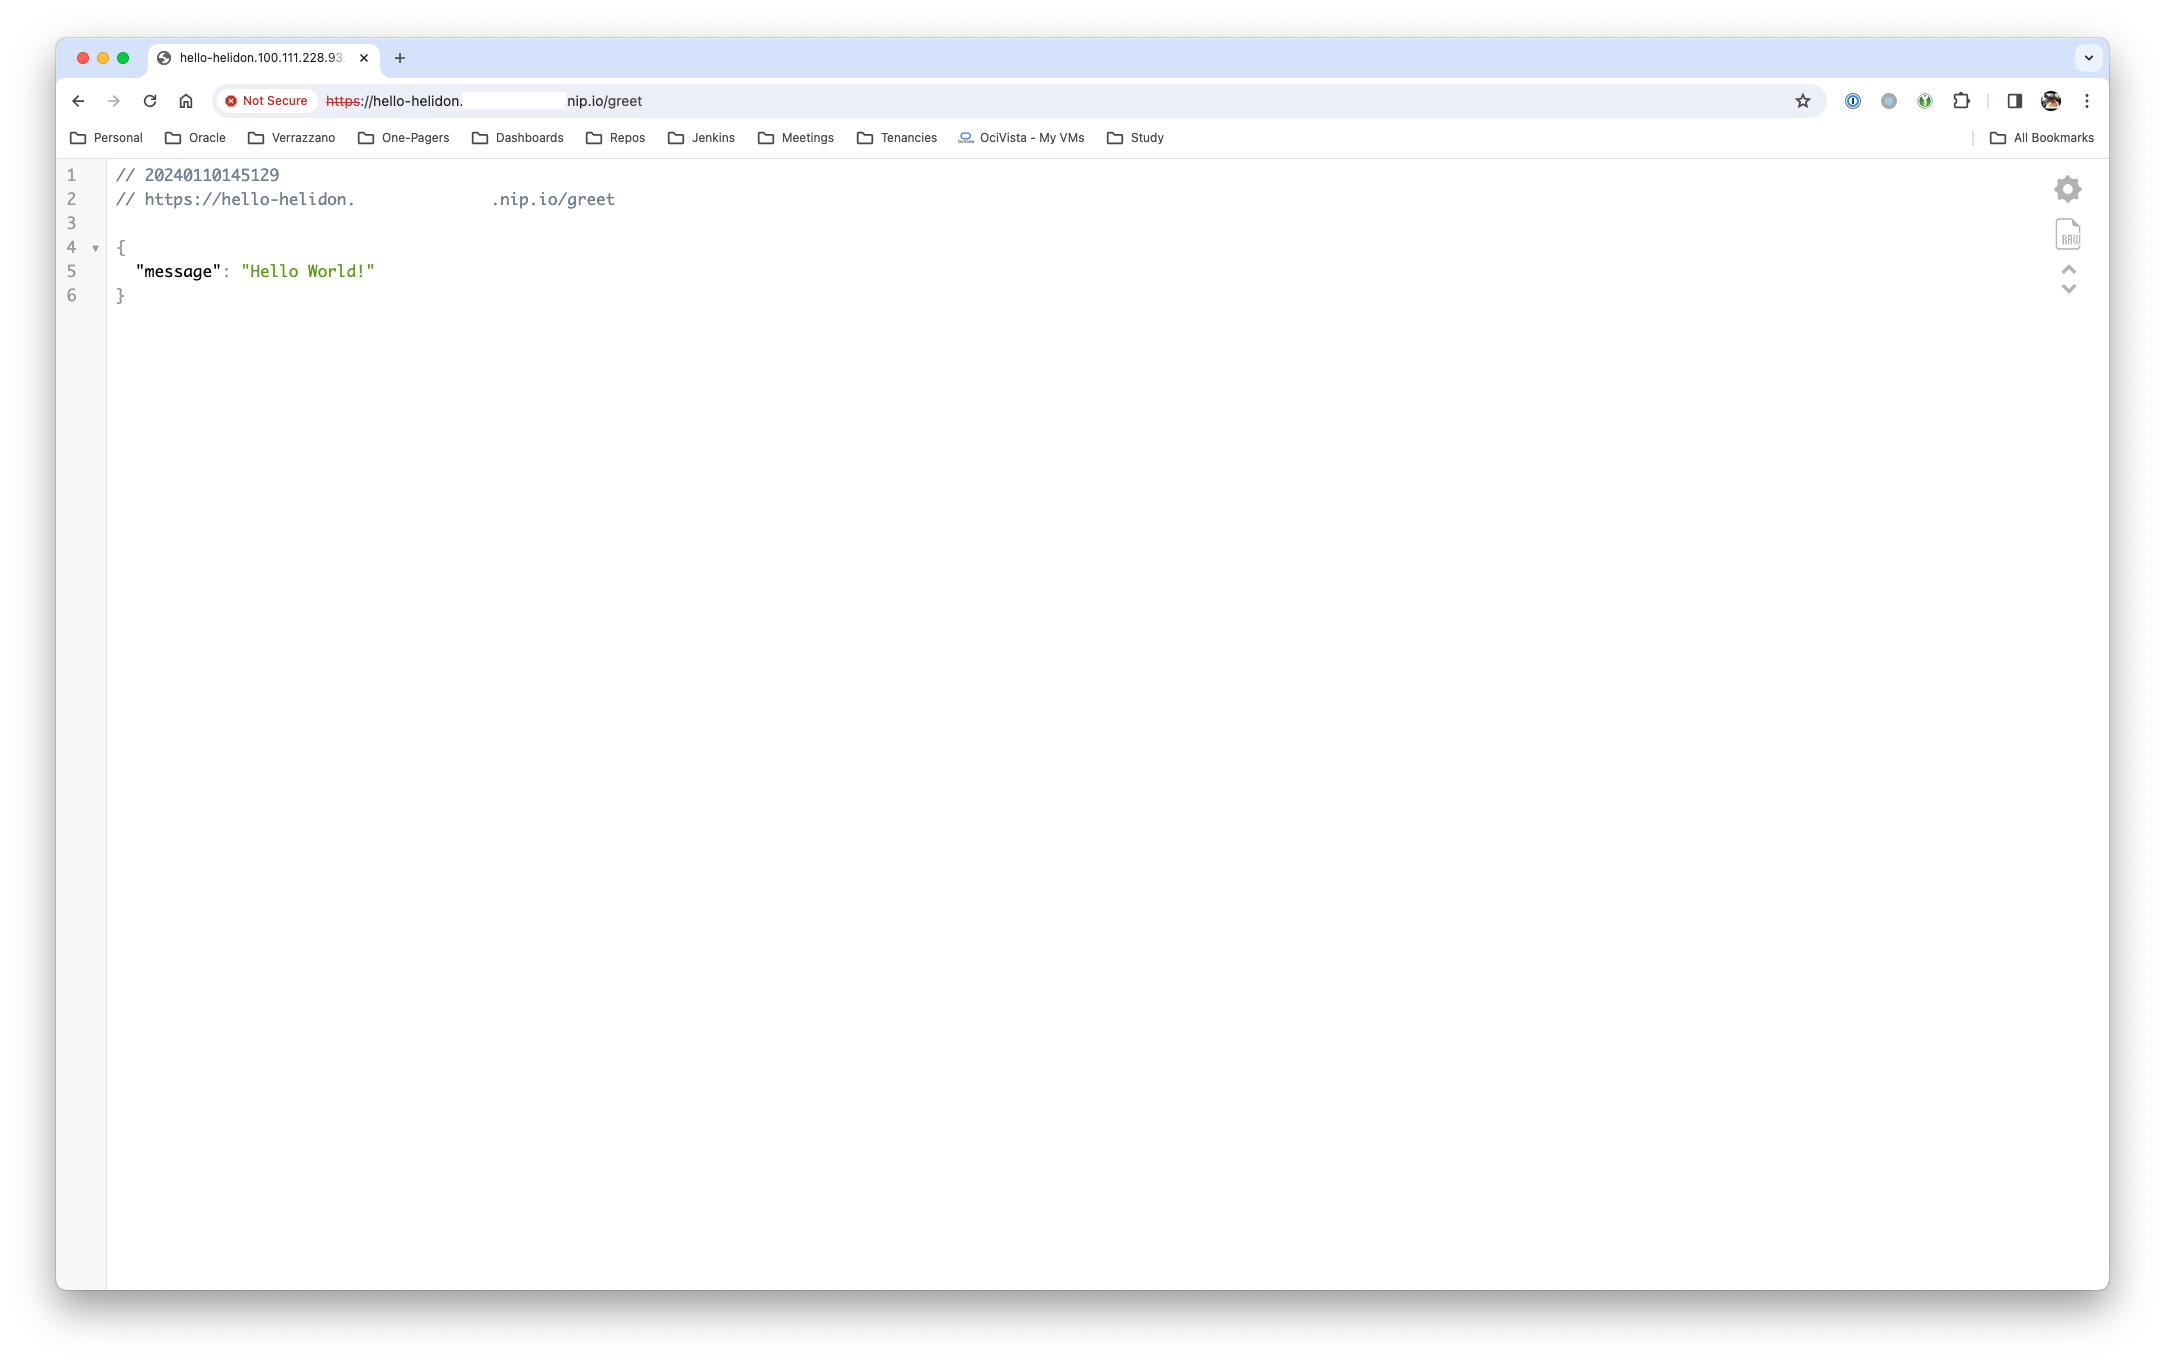 hello-helidon.100.111.228.93.
Not Secure https://hello-helidon. nip.io/greet
Personal Oracle Verrazzano One-Pagers Dashboards Repos Jenkins Meetings Tenancies OciVista - My VMs Study All Bookmarks
1 // 20240110145129
2 // https://hello-helidon. .nip.io/greet
3
4 {
5 "message": "Hello World!"
6 }
RAW